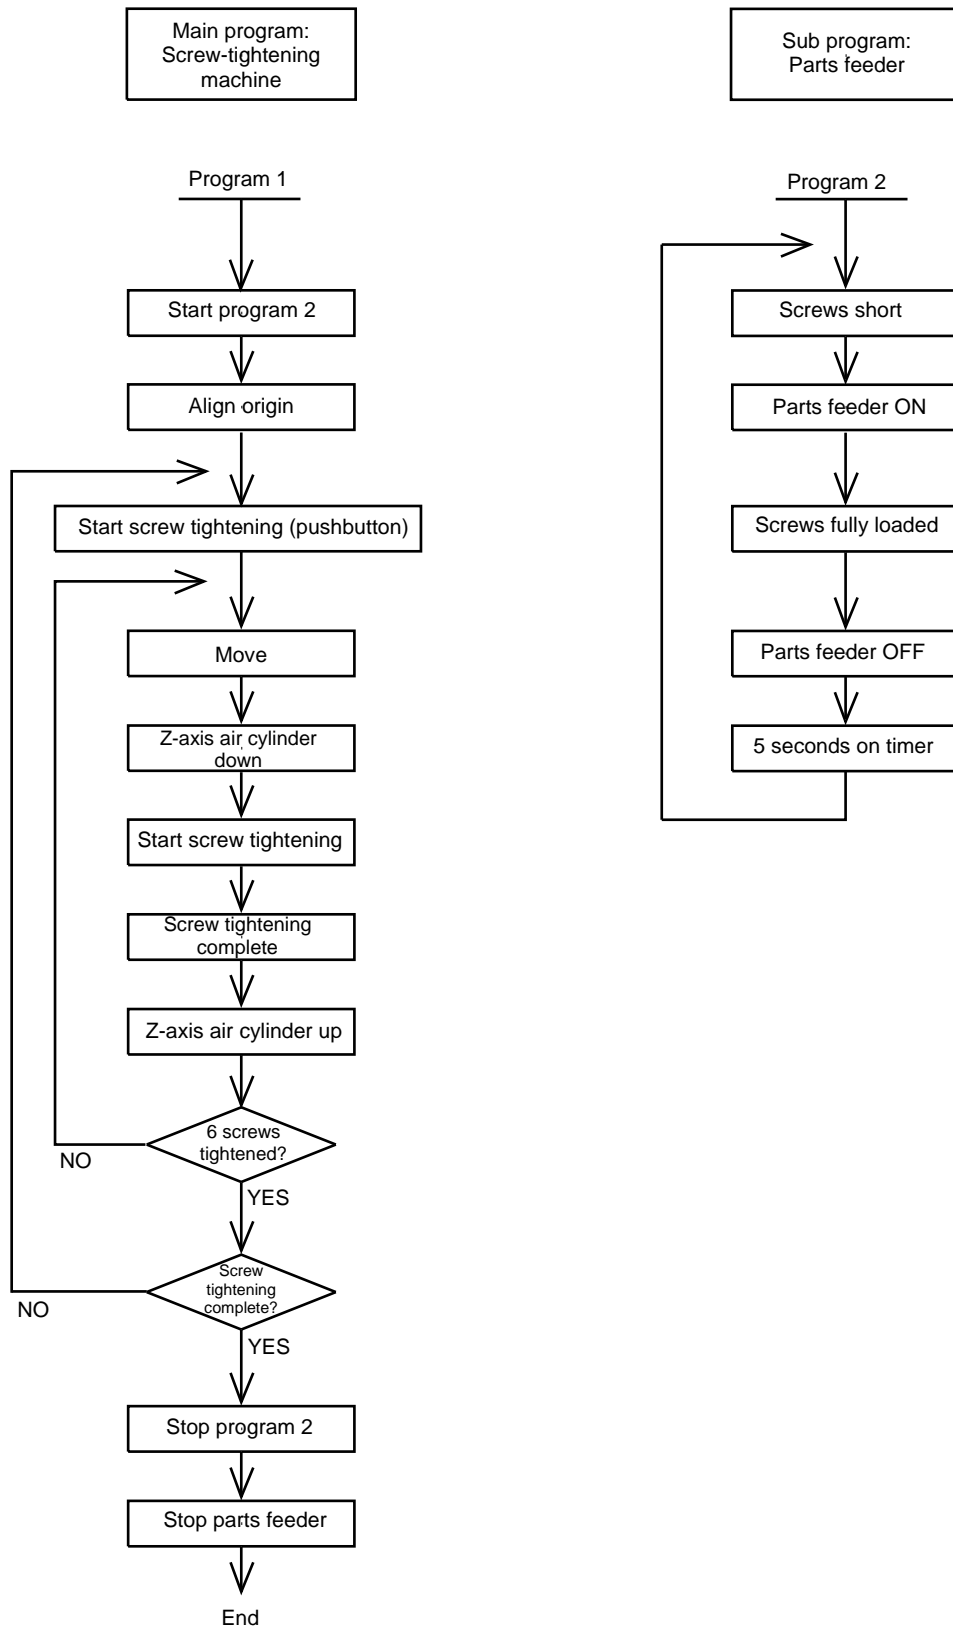 Main program:
Screw-tightening
machine
Program 1
Start program 2
Align origin
Start screw tightening (pushbutton)
Move
Z-axis air cylinder
down
Start screw tightening
Screw tightening
complete
Z-axis air cylinder up
6 screws
tightened?
NO
YES
Screw
tightening
complete?
NO
YES
Stop program 2
Stop parts feeder
End
Sub program:
Parts feeder
Program 2
Screws short
Parts feeder ON
Screws fully loaded
Parts feeder OFF
5 seconds on timer